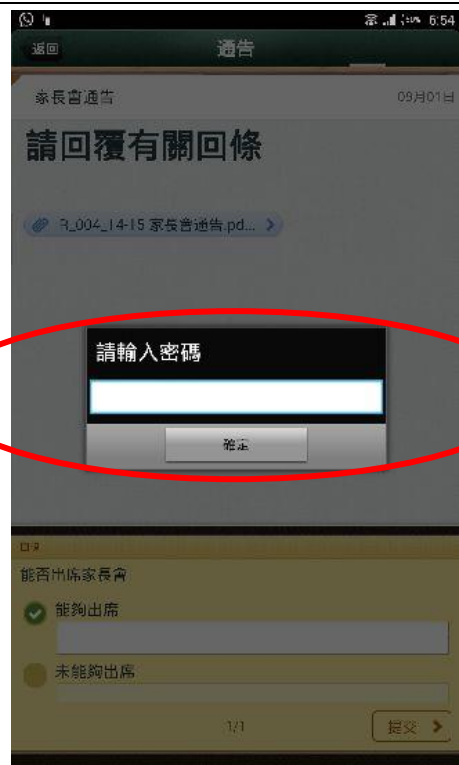 6:54
返回 通告
家長會通告 09月01日
請回覆有關回條
R_004_14-15 家長會通告.pd...
請輸入密碼
確定
回條
能否出席家長會
能夠出席
未能夠出席
1/1 提交